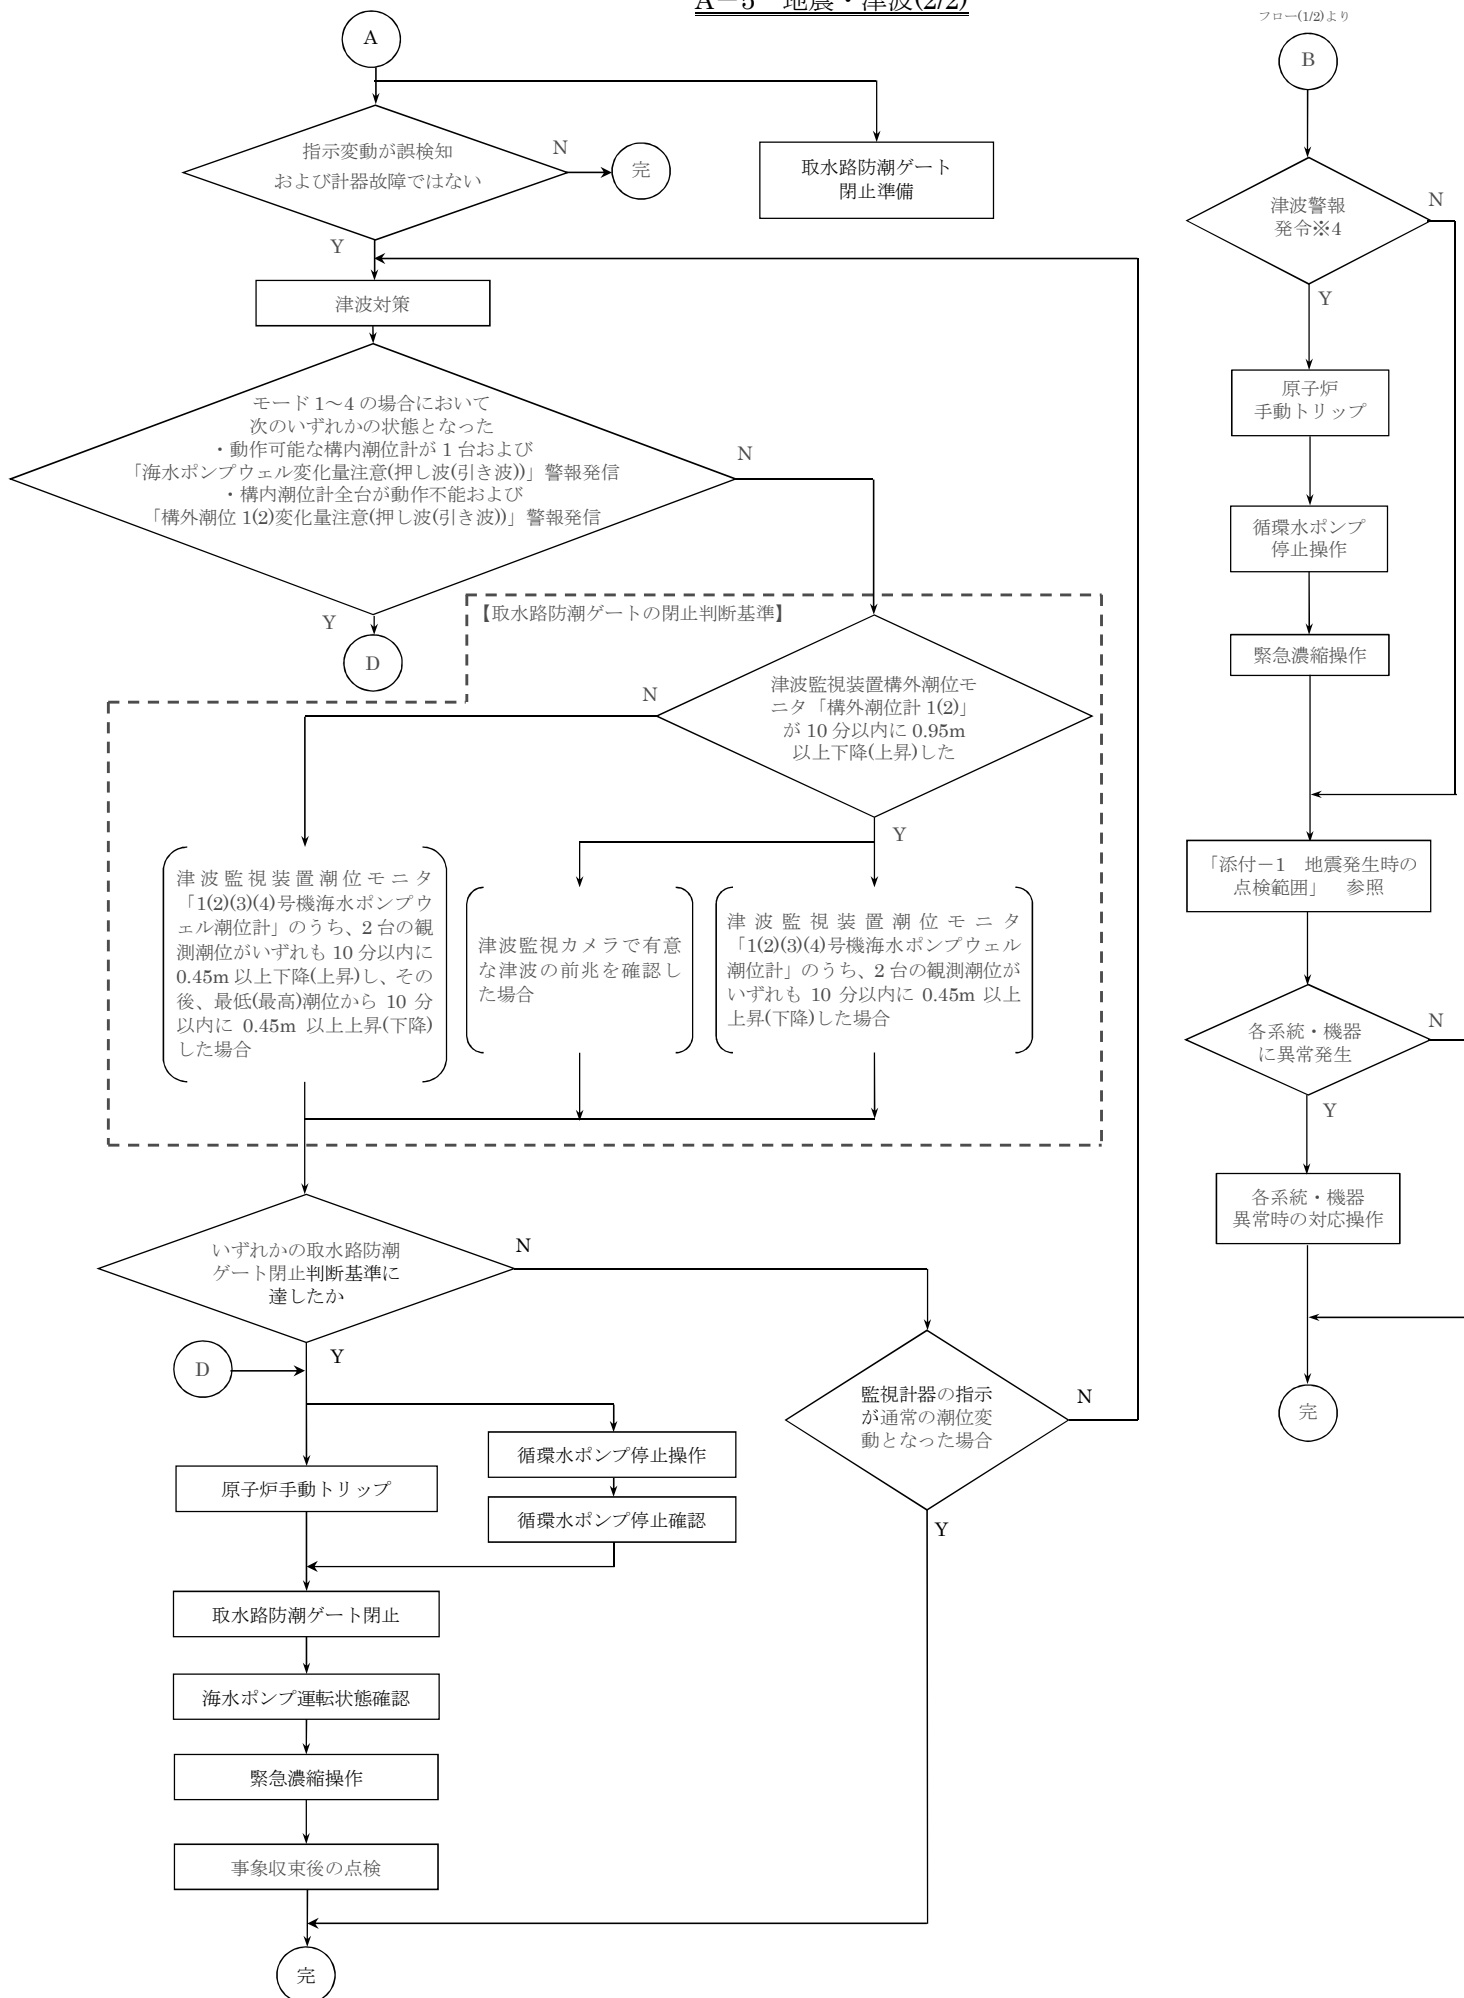 A－5　地震・津波(2/2)
A
指示変動が誤検知
および計器故障ではない
N
完
取水路防潮ゲート
閉止準備
Y
津波対策
モード 1～4 の場合において
次のいずれかの状態となった
・動作可能な構内潮位計が 1 台および
「海水ポンプウェル変化量注意(押し波(引き波))」警報発信
・構内潮位計全台が動作不能および
「構外潮位 1(2)変化量注意(押し波(引き波))」警報発信
N
Y
D
【取水路防潮ゲートの閉止判断基準】
津波監視装置構外潮位モ
ニタ「構外潮位計 1(2)」
が 10 分以内に 0.95m
以上下降(上昇)した
N
Y
津波監視装置潮位モニタ
「1(2)(3)(4)号機海水ポンプウ
ェル潮位計」のうち、2 台の観
測潮位がいずれも 10 分以内に
0.45m 以上下降(上昇)し、その
後、最低(最高)潮位から 10 分
以内に 0.45m 以上上昇(下降)
した場合
津波監視カメラで有意
な津波の前兆を確認し
た場合
津波監視装置潮位モニタ
「1(2)(3)(4)号機海水ポンプウェル
潮位計」のうち、2 台の観測潮位が
いずれも 10 分以内に 0.45m 以上
上昇(下降)した場合
いずれかの取水路防潮
ゲート閉止判断基準に
達したか
N
Y
D
監視計器の指示
が通常の潮位変
動となった場合
N
Y
循環水ポンプ停止操作
原子炉手動トリップ
循環水ポンプ停止確認
取水路防潮ゲート閉止
海水ポンプ運転状態確認
緊急濃縮操作
事象収束後の点検
完
フロー(1/2)より
B
津波警報
発令※4
N
Y
原子炉
手動トリップ
循環水ポンプ
停止操作
緊急濃縮操作
「添付－1　地震発生時の
点検範囲」　参照
各系統・機器
に異常発生
N
Y
各系統・機器
異常時の対応操作
完